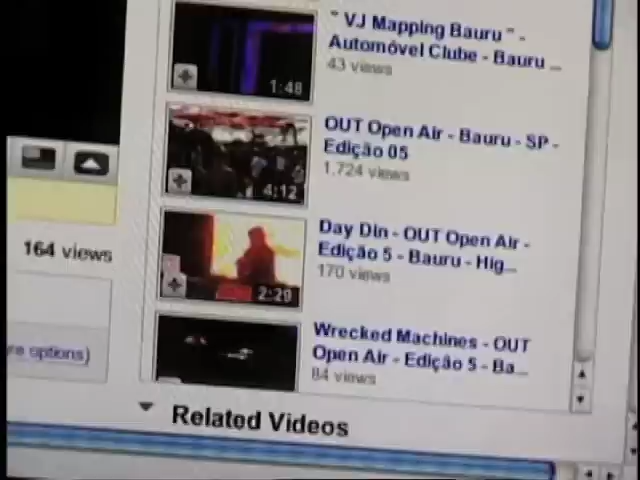 " VJ Mapping Bauru " -
Automóvel Clube - Bauru ...
43 views
1:48
OUT Open Air - Bauru - SP -
Edição 05
1.724 views
4:12
Day Din - OUT Open Air -
Edição 5 - Bauru - Hig...
170 views
2:29
Wrecked Machines - OUT
Open Air - Edição 5 - Ba...
84 views
164 views
re options)
Related Videos